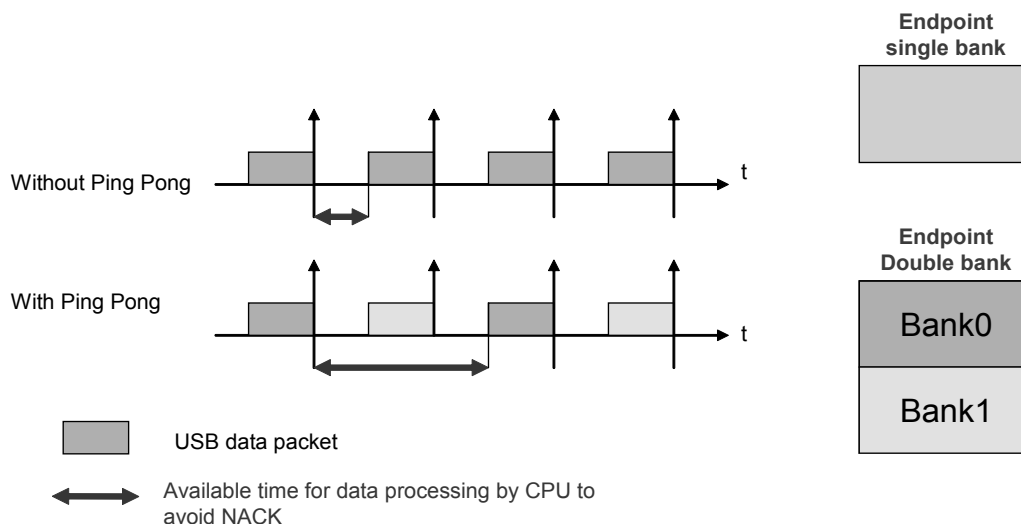 Endpoint
single bank
Without Ping Pong
t
Endpoint
Double bank
With Ping Pong
t
Bank0
Bank1
USB data packet
Available time for data processing by CPU to
avoid NACK